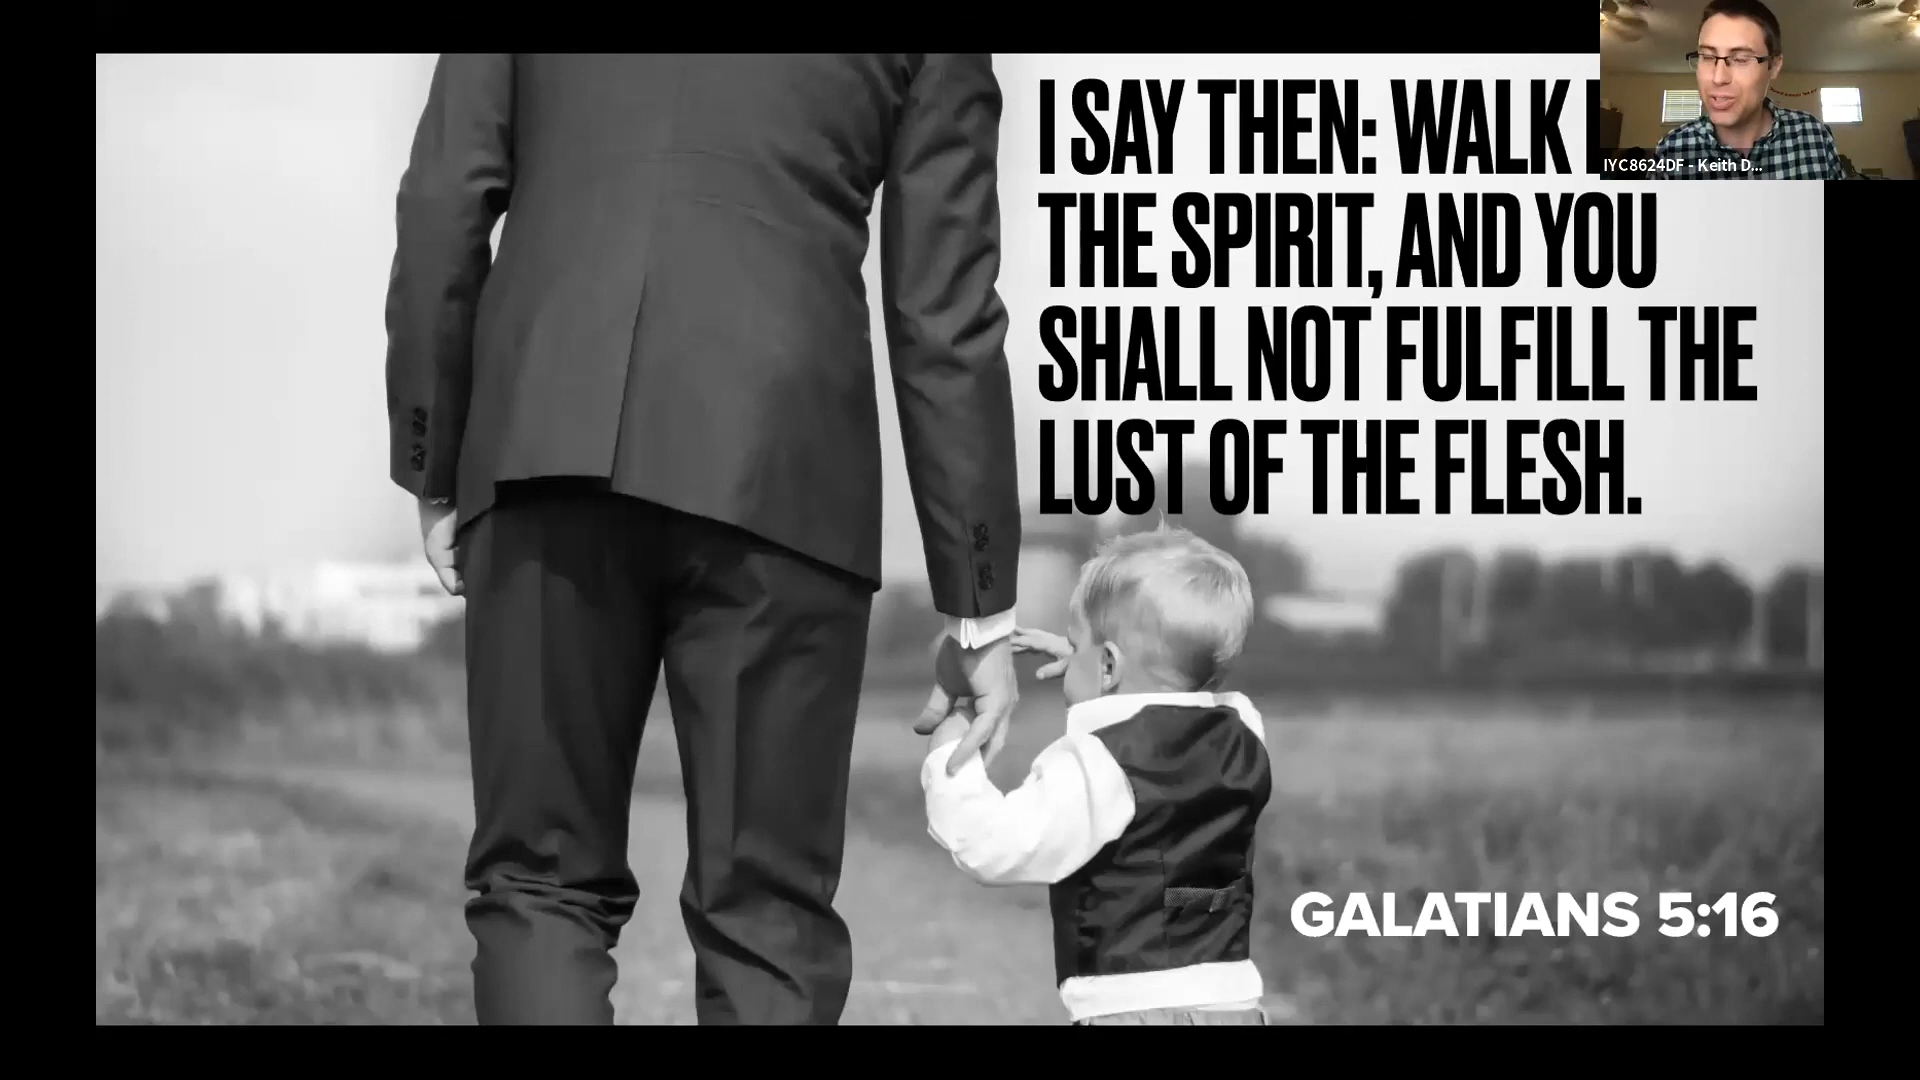 I SAY THEN: WALK
THE SPIRIT, AND YOU
SHALL NOT FULFILL THE
LUST OF THE FLESH.
GALATIANS 5:16
IYC8624DF - Keith D...